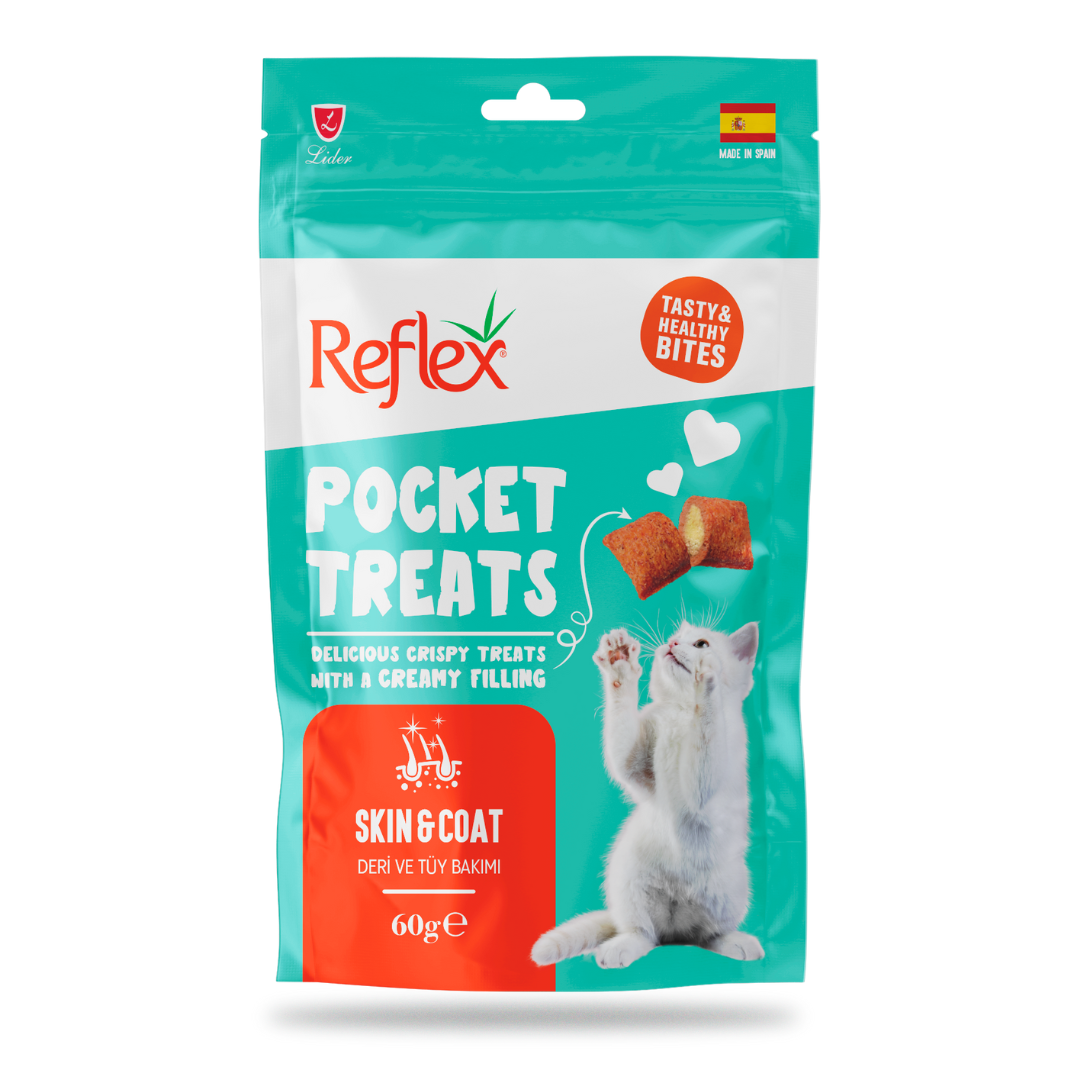 Lider
MADE IN SPAIN
Reflex®
TASTY&
HEALTHY
BITES
POCKET
TREATS
DELICIOUS CRISPY TREATS
WITH A CREAMY FILLING
SKIN & COAT
DERİ VE TÜY BAKIMI
60g℮